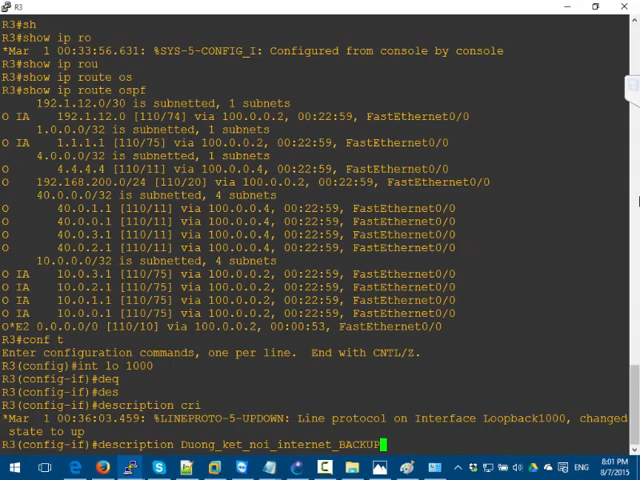 R3
R3#sh
R3#show ip ro
*Mar  1 00:33:56.631: %SYS-5-CONFIG_I: Configured from console by console
R3#show ip rou
R3#show ip route os
R3#show ip route ospf
     192.1.12.0/30 is subnetted, 1 subnets
O IA    192.1.12.0 [110/74] via 100.0.0.2, 00:22:59, FastEthernet0/0
     1.0.0.0/32 is subnetted, 1 subnets
O IA    1.1.1.1 [110/75] via 100.0.0.2, 00:22:59, FastEthernet0/0
     4.0.0.0/32 is subnetted, 1 subnets
O       4.4.4.4 [110/11] via 100.0.0.4, 00:22:59, FastEthernet0/0
O    192.168.200.0/24 [110/20] via 100.0.0.2, 00:22:59, FastEthernet0/0
     40.0.0.0/32 is subnetted, 4 subnets
O       40.0.1.1 [110/11] via 100.0.0.4, 00:22:59, FastEthernet0/0
O       40.0.0.1 [110/11] via 100.0.0.4, 00:22:59, FastEthernet0/0
O       40.0.3.1 [110/11] via 100.0.0.4, 00:22:59, FastEthernet0/0
O       40.0.2.1 [110/11] via 100.0.0.4, 00:22:59, FastEthernet0/0
     10.0.0.0/32 is subnetted, 4 subnets
O IA    10.0.3.1 [110/75] via 100.0.0.2, 00:22:59, FastEthernet0/0
O IA    10.0.2.1 [110/75] via 100.0.0.2, 00:22:59, FastEthernet0/0
O IA    10.0.1.1 [110/75] via 100.0.0.2, 00:22:59, FastEthernet0/0
O IA    10.0.0.1 [110/75] via 100.0.0.2, 00:22:59, FastEthernet0/0
O*E2 0.0.0.0/0 [110/10] via 100.0.0.2, 00:00:53, FastEthernet0/0
R3#conf t
Enter configuration commands, one per line.  End with CNTL/Z.
R3(config)#int lo 1000
R3(config-if)#deq
R3(config-if)#des
R3(config-if)#description cri
*Mar  1 00:36:03.459: %LINEPROTO-5-UPDOWN: Line protocol on Interface Loopback1000, changed
state to up
R3(config-if)#description Duong_ket_noi_internet_BACKUP
8:01 PM
8/7/2015